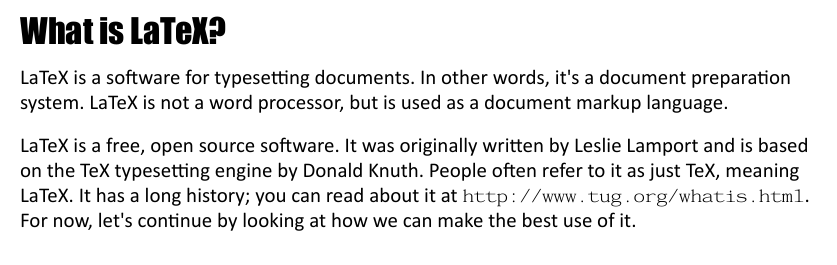 What is LaTeX?
LaTeX is a software for typesetting documents. In other words, it's a document preparation
system. LaTeX is not a word processor, but is used as a document markup language.
LaTeX is a free, open source software. It was originally written by Leslie Lamport and is based
on the TeX typesetting engine by Donald Knuth. People often refer to it as just TeX, meaning
LaTeX. It has a long history; you can read about it at http://www.tug.org/whatis.html.
For now, let's continue by looking at how we can make the best use of it.